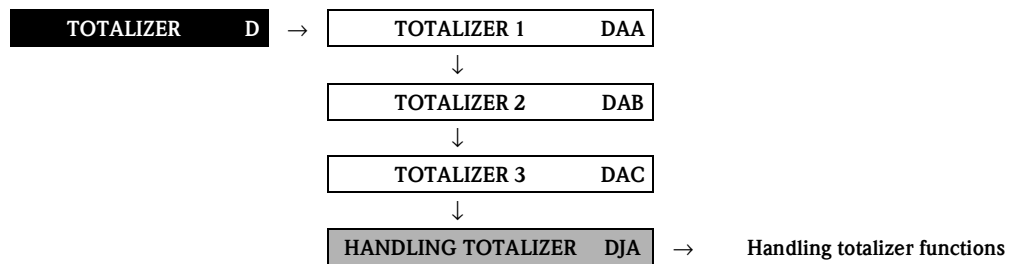 TOTALIZER D → TOTALIZER 1 DAA
↓
TOTALIZER 2 DAB
↓
TOTALIZER 3 DAC
↓
HANDLING TOTALIZER DJA → Handling totalizer functions